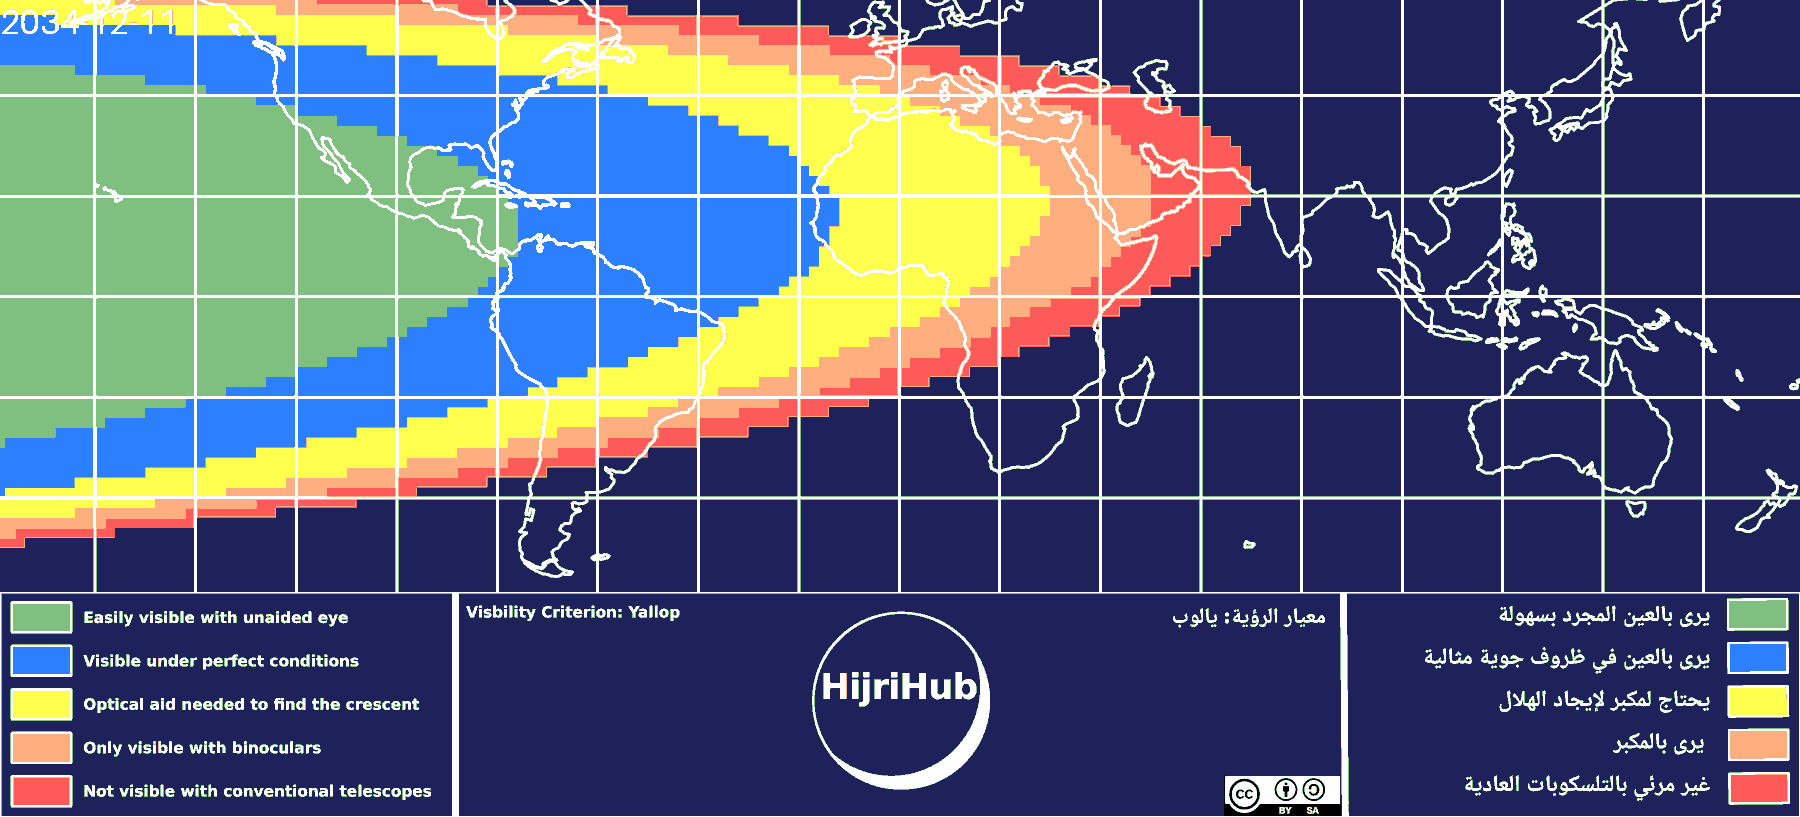 2034-12-11
Easily visible with unaided eye
Visible under perfect conditions
Optical aid needed to find the crescent
Only visible with binoculars
Not visible with conventional telescopes
Visbility Criterion: Yallop
معيار الرؤية: يالوب
HijriHub
cc
BY SA
يرى بالعين المجرد بسهولة
يرى بالعين في ظروف جوية مثالية
يحتاج لمكبر لإيجاد الهلال
يرى بالمكبر
غير مرئي بالتلسكوبات العادية